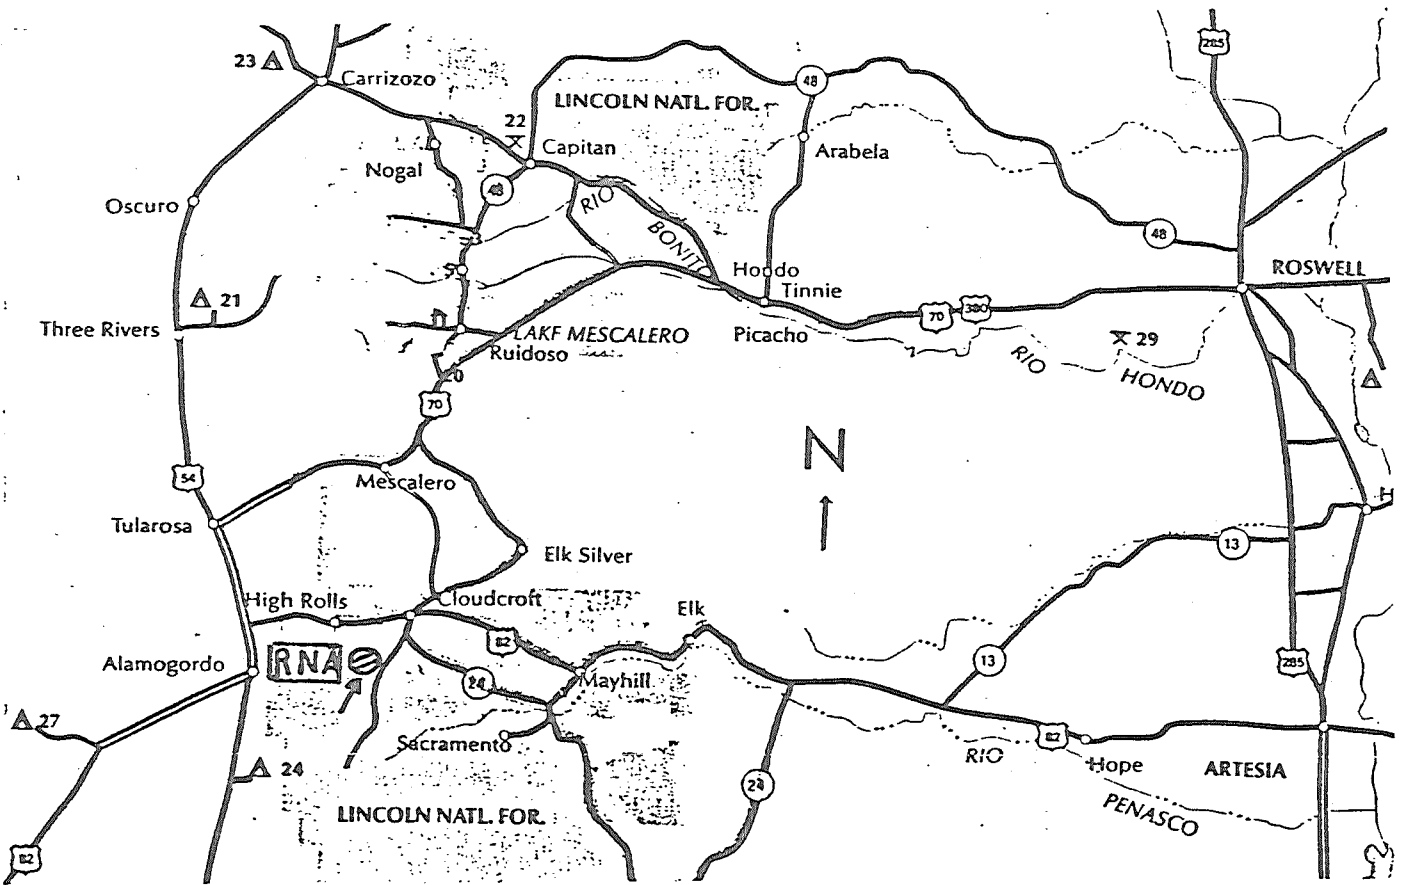 285
23
Carrizozo
48
LINCOLN NATL. FOR.
22
Capitan
Arabela
Nogal
48
RIO
Oscuro
BONITO
48
Hondo
ROSWELL
21
Tinnie
Three Rivers
70
380
LAKE MESCALERO
Picacho
29
Ruidoso
RIO
HONDO
20
70
N
54
Mescalero
H
Tularosa
13
Elk Silver
High Rolls
Cloudcroft
Elk
82
RNA
Alamogordo
13
285
24
Mayhill
27
Sacramento
82
RIO
Hope
ARTESIA
24
24
PENASCO
LINCOLN NATL. FOR.
82